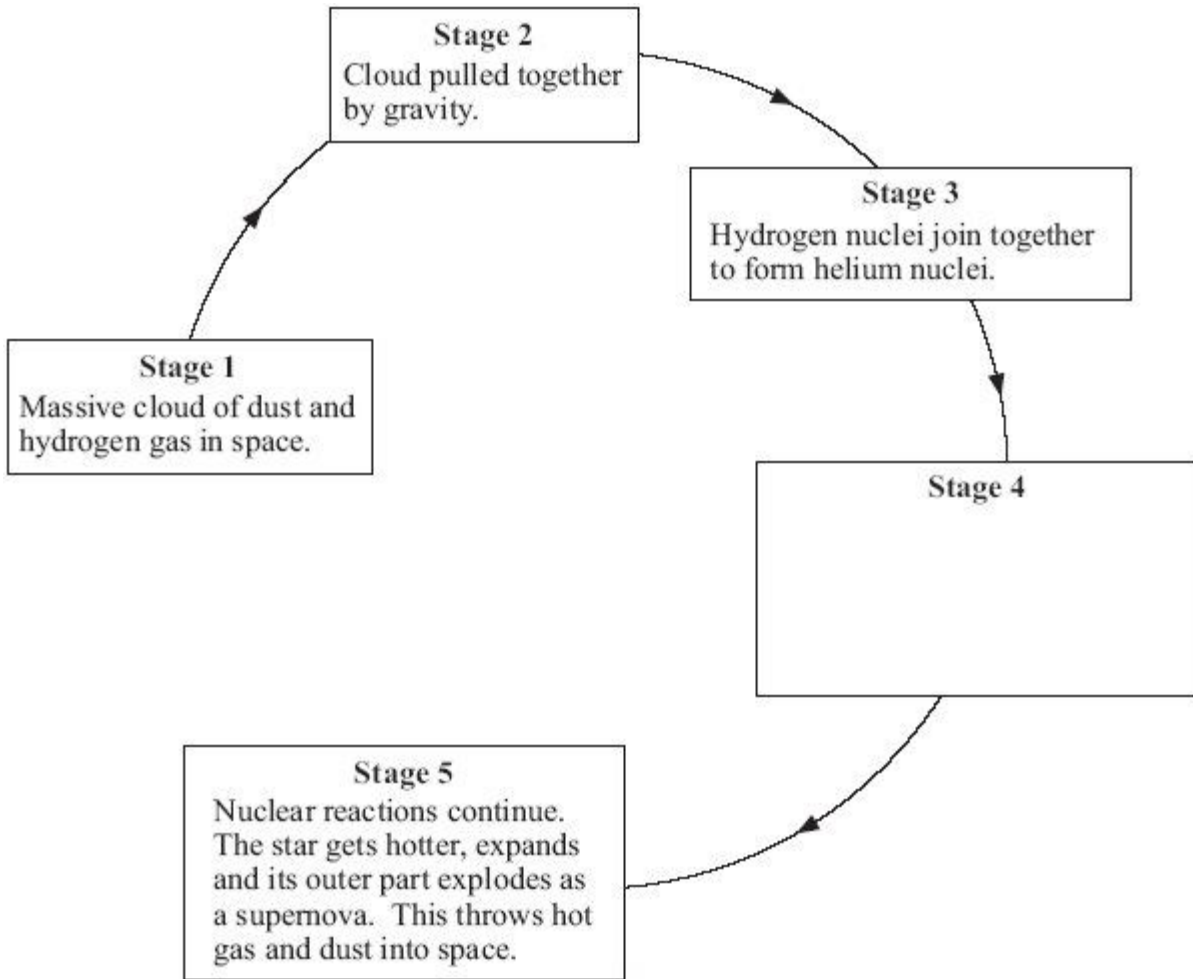 Stage 1
Massive cloud of dust and
hydrogen gas in space.
Stage 2
Cloud pulled together
by gravity.
Stage 3
Hydrogen nuclei join together
to form helium nuclei.
Stage 4
Stage 5
Nuclear reactions continue.
The star gets hotter, expands
and its outer part explodes as
a supernova. This throws hot
gas and dust into space.